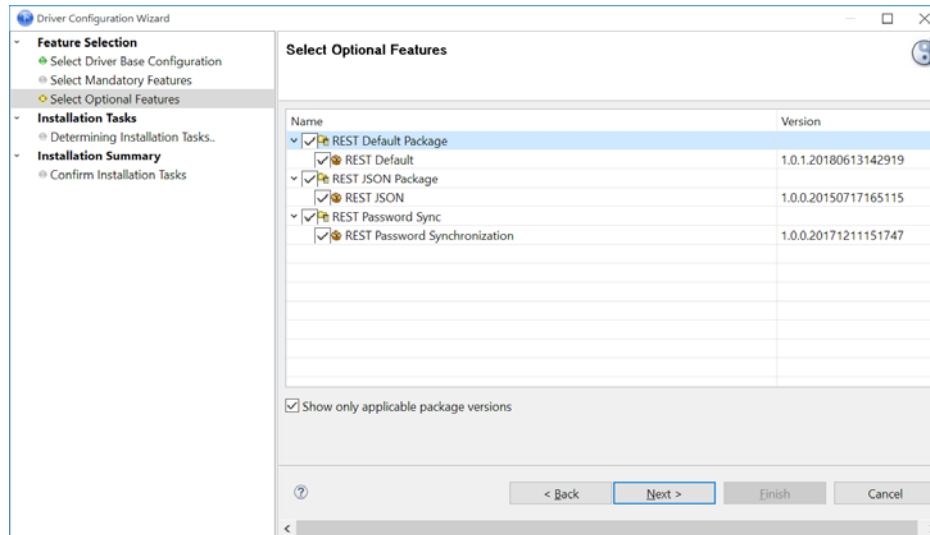 Driver Configuration Wizard
Feature Selection
Select Driver Base Configuration
Select Mandatory Features
Select Optional Features
Installation Tasks
Determining Installation Tasks..
Installation Summary
Confirm Installation Tasks
Select Optional Features
Name Version
REST Default Package
REST Default 1.0.1.20180613142919
REST JSON Package
REST JSON 1.0.0.20150717165115
REST Password Sync
REST Password Synchronization 1.0.0.20171211151747
Show only applicable package versions
< Back Next > Finish Cancel